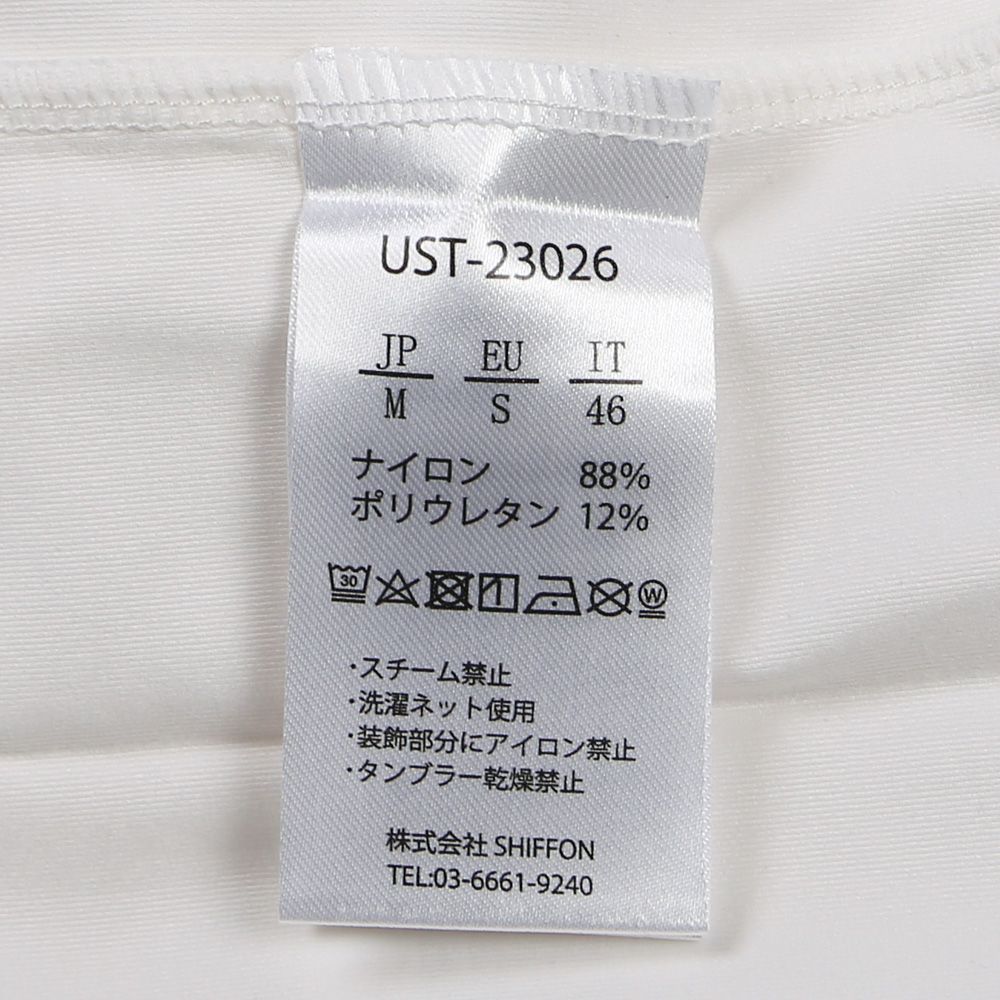 UST-23026
JP EU IT
M S 46
ナイロン 88%
ポリウレタン 12%
30 W
・スチーム禁止
・洗濯ネット使用
・装飾部分にアイロン禁止
・タンブラー乾燥禁止
株式会社 SHIFFON
TEL:03-6661-9240